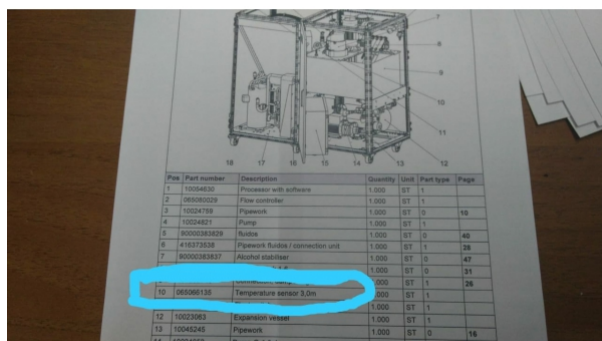 7
8
9
10
11
12
18 17 16 15 14 13
Pos Part number Description Quantity Unit Part type Page
1 10054830 Processor with software 1.000 ST 1
2 065080029 Flow controller 1.000 ST 1
3 10024759 Pipework 1.000 ST 0 10
4 10024821 Pump 1.000 ST 1
5 90000383829 fluidos 1.000 ST 0 40
6 415373538 Pipework fluidos / connection unit 1.000 ST 1 28
7 90000383837 Alcohol stabiliser 1.000 ST 0 47
1.000 ST 0 31
1.000 ST 1 26
10 065966135 Temperature sensor 3,0m 1.000 ST 1
1.000 ST 1
12 10023063 Expansion vessel 1.000 ST 1
13 10045245 Pipework 1.000 ST 0 16